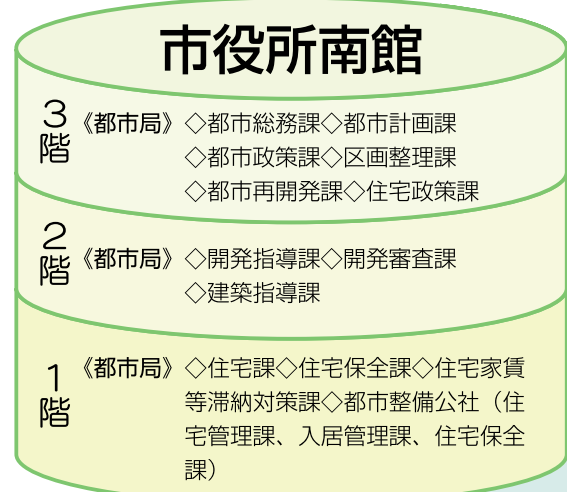 市役所南館
3階
《都市局》◇都市総務課◇都市計画課
◇都市政策課◇区画整理課
◇都市再開発課◇住宅政策課
2階
《都市局》◇開発指導課◇開発審査課
◇建築指導課
1階
《都市局》◇住宅課◇住宅保全課◇住宅家賃
等滞納対策課◇都市整備公社（住
宅管理課、入居管理課、住宅保全
課）